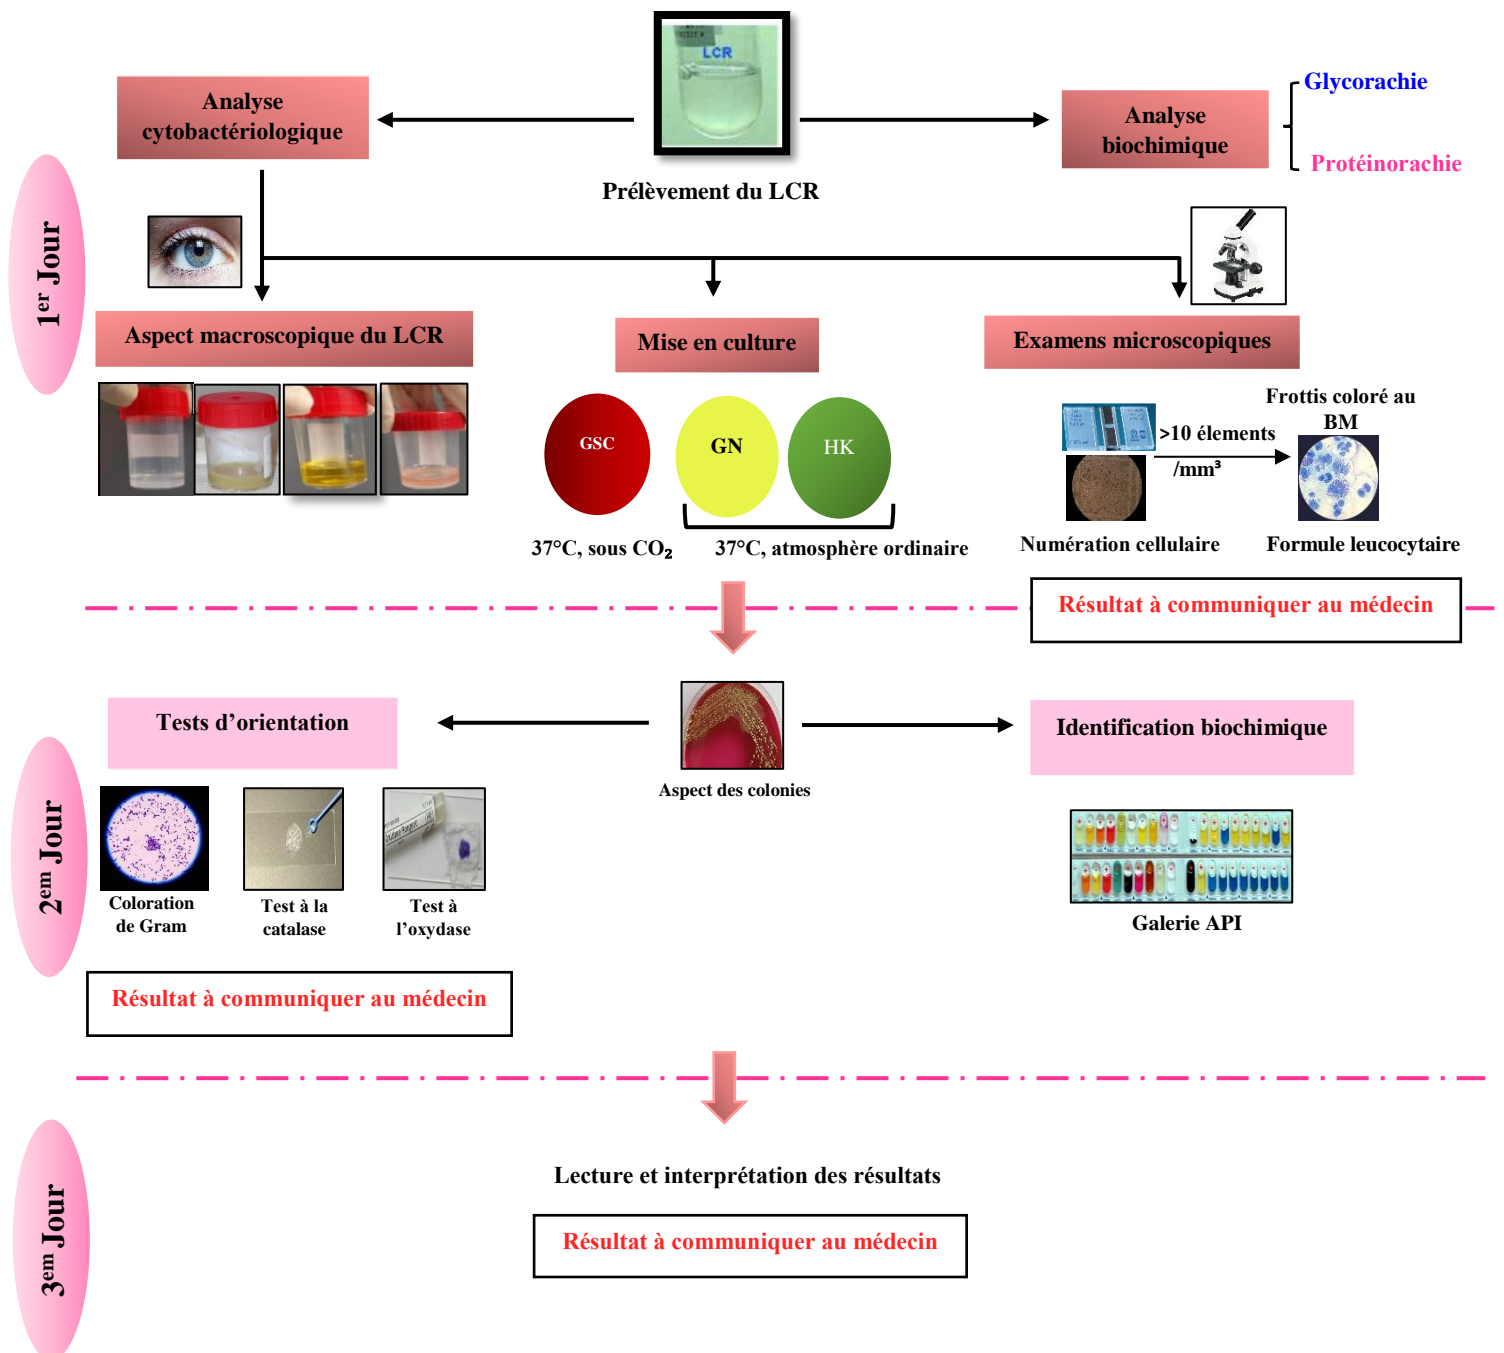 LCR
Analyse
cytobactériologique
Analyse
biochimique
Glycorachie
Protéinorachie
Prélèvement du LCR
1er Jour
Aspect macroscopique du LCR
Mise en culture
Examens microscopiques
GSC
GN
HK
37°C, sous CO₂
37°C, atmosphère ordinaire
>10 élements
/mm³
Frottis coloré au
BM
Numération cellulaire
Formule leucocytaire
Résultat à communiquer au médecin
2em Jour
Tests d’orientation
Aspect des colonies
Identification biochimique
Coloration
de Gram
Test à la
catalase
Test à
l’oxydase
Galerie API
Résultat à communiquer au médecin
3em Jour
Lecture et interprétation des résultats
Résultat à communiquer au médecin